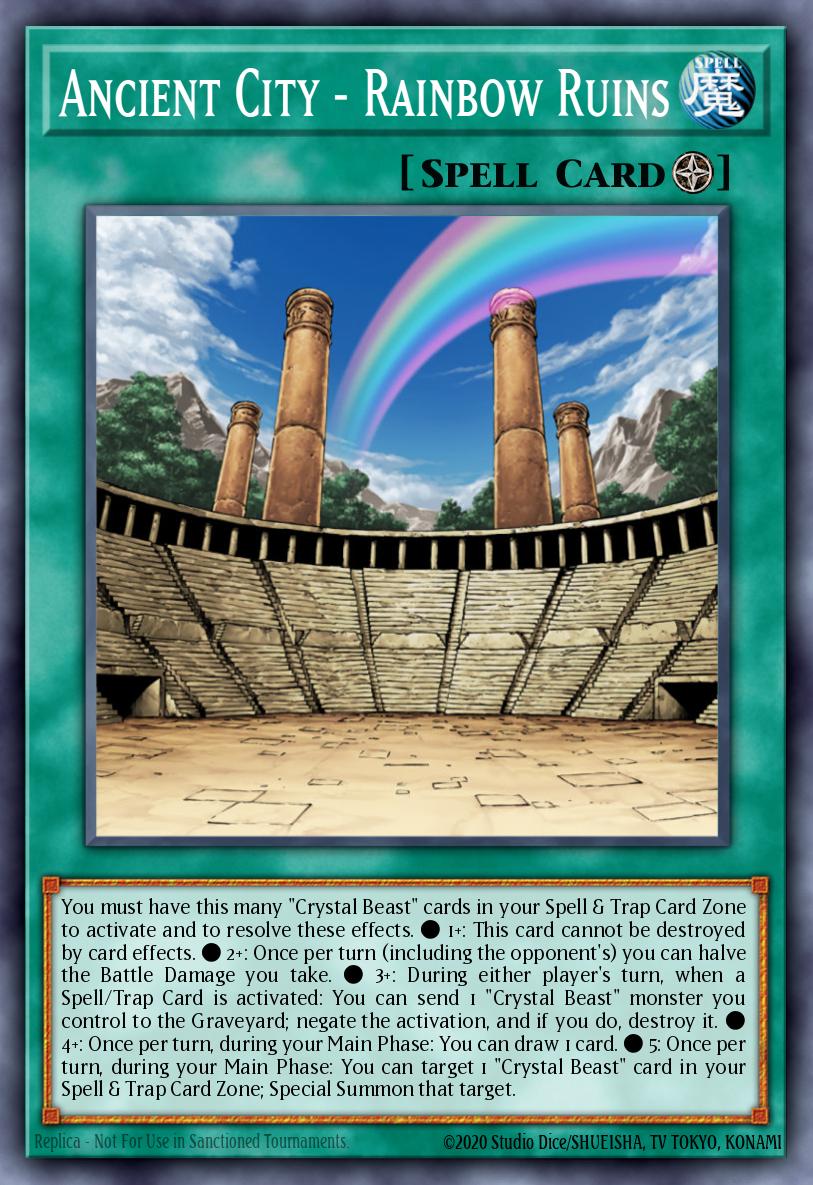 Ancient City - Rainbow Ruins
SPELL
魔
[Spell Card]
You must have this many "Crystal Beast" cards in your Spell & Trap Card Zone
to activate and to resolve these effects. ● 1+: This card cannot be destroyed
by card effects. ● 2+: Once per turn (including the opponent's) you can halve
the Battle Damage you take. ● 3+: During either player's turn, when a
Spell/Trap Card is activated: You can send 1 "Crystal Beast" monster you
control to the Graveyard; negate the activation, and if you do, destroy it. ●
4+: Once per turn, during your Main Phase: You can draw 1 card. ● 5: Once per
turn, during your Main Phase: You can target 1 "Crystal Beast" card in your
Spell & Trap Card Zone; Special Summon that target.
Replica - Not For Use in Sanctioned Tournaments.
©2020 Studio Dice/SHUEISHA, TV TOKYO, KONAMI